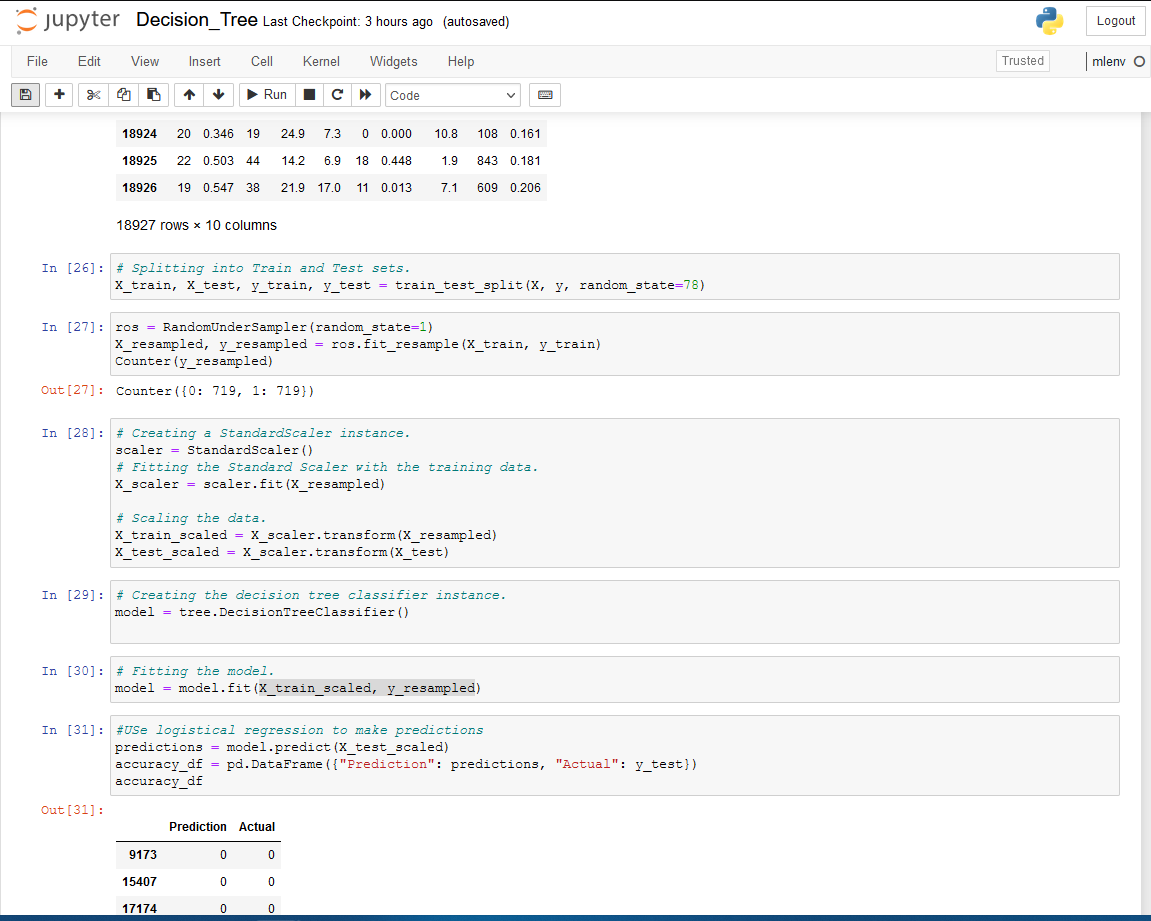 jupyter Decision_Tree Last Checkpoint: 3 hours ago (autosaved) Logout
File Edit View Insert Cell Kernel Widgets Help Trusted mlenv
Run Code
18924 20 0.346 19 24.9 7.3 0 0.000 10.8 108 0.161
18925 22 0.503 44 14.2 6.9 18 0.448 1.9 843 0.181
18926 19 0.547 38 21.9 17.0 11 0.013 7.1 609 0.206
18927 rows × 10 columns
In [26]: # Splitting into Train and Test sets.
X_train, X_test, y_train, y_test = train_test_split(X, y, random_state=78)
In [27]: ros = RandomUnderSampler(random_state=1)
X_resampled, y_resampled = ros.fit_resample(X_train, y_train)
Counter(y_resampled)
Out[27]: Counter({0: 719, 1: 719})
In [28]: # Creating a StandardScaler instance.
scaler = StandardScaler()
# Fitting the Standard Scaler with the training data.
X_scaler = scaler.fit(X_resampled)
# Scaling the data.
X_train_scaled = X_scaler.transform(X_resampled)
X_test_scaled = X_scaler.transform(X_test)
In [29]: # Creating the decision tree classifier instance.
model = tree.DecisionTreeClassifier()
In [30]: # Fitting the model.
model = model.fit(X_train_scaled, y_resampled)
In [31]: #USe logistical regression to make predictions
predictions = model.predict(X_test_scaled)
accuracy_df = pd.DataFrame({"Prediction": predictions, "Actual": y_test})
accuracy_df
Out[31]:
Prediction Actual
9173 0 0
15407 0 0
17174 0 0